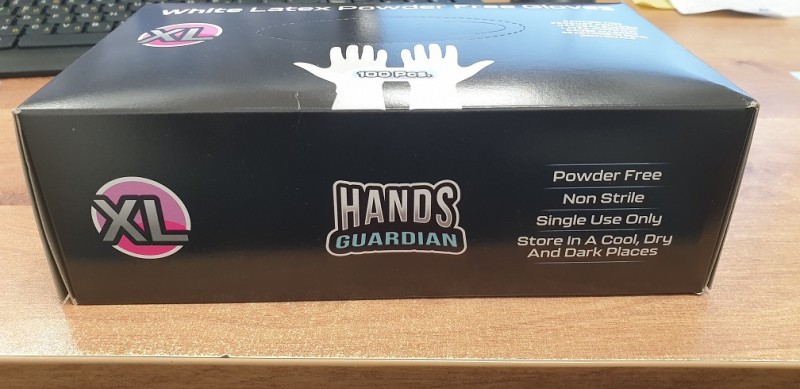 White Latex Powder Free Gloves
XL
100 Pcs.
XL
HANDS
GUARDIAN
Powder Free
Non Strile
Single Use Only
Store In A Cool, Dry
And Dark Places